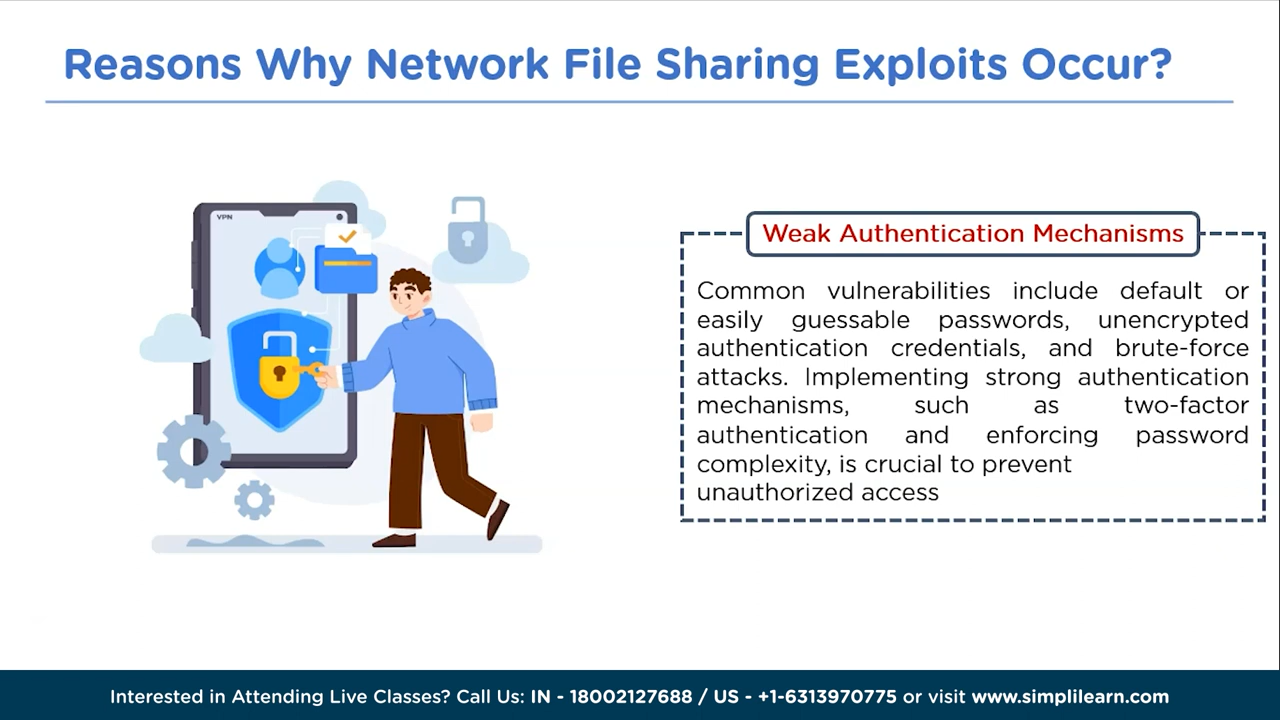 Reasons Why Network File Sharing Exploits Occur?
VPN
Weak Authentication Mechanisms
Common vulnerabilities include default or
easily guessable passwords, unencrypted
authentication credentials, and brute-force
attacks. Implementing strong authentication
mechanisms, such as two-factor
authentication and enforcing password
complexity, is crucial to prevent
unauthorized access
Interested in Attending Live Classes? Call Us: IN - 18002127688 / US - +1-6313970775 or visit www.simplilearn.com